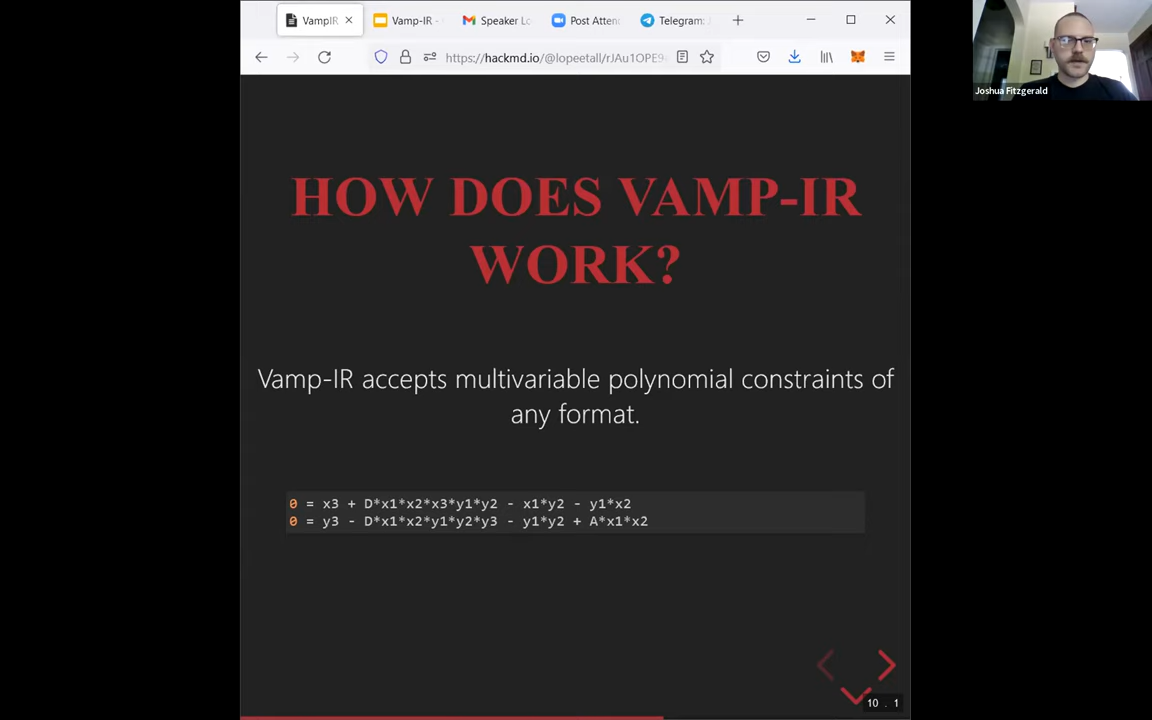 VampIR
Vamp-IR -
Speaker Lo
Post Atten
Telegram:
https://hackmd.io/@lopeetall/rJAu1OPE9
Joshua Fitzgerald
HOW DOES VAMP-IR
WORK?
Vamp-IR accepts multivariable polynomial constraints of
any format.
0 = x3 + D*x1*x2*x3*y1*y2 - x1*y2 - y1*x2
0 = y3 - D*x1*x2*y1*y2*y3 - y1*y2 + A*x1*x2
10 . 1